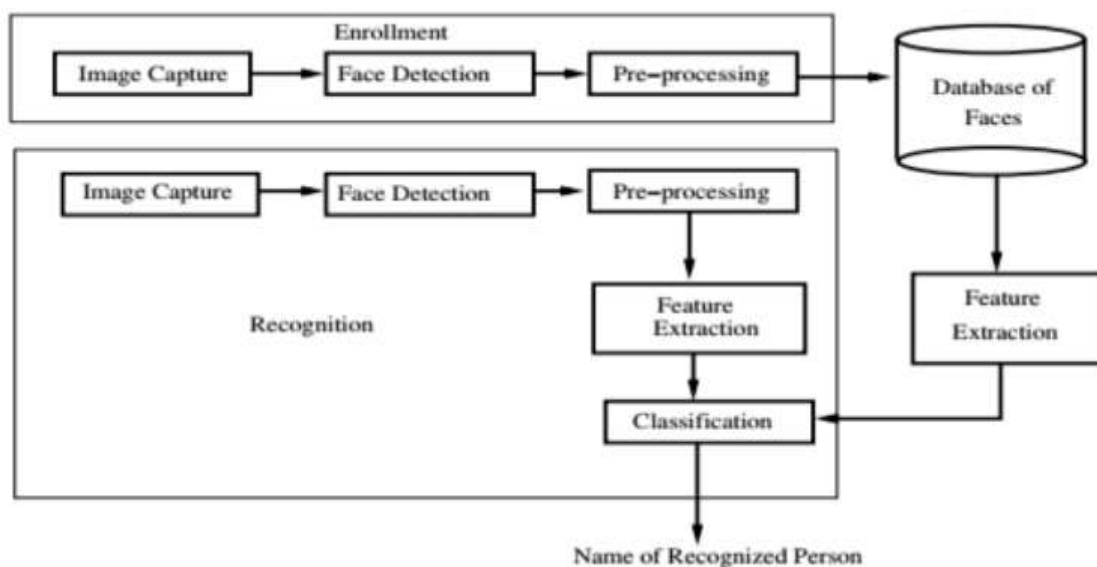 Enrollment
Image Capture
Face Detection
Pre-processing
Database of
Faces
Image Capture
Face Detection
Pre-processing
Feature
Extraction
Feature
Extraction
Recognition
Classification
Name of Recognized Person